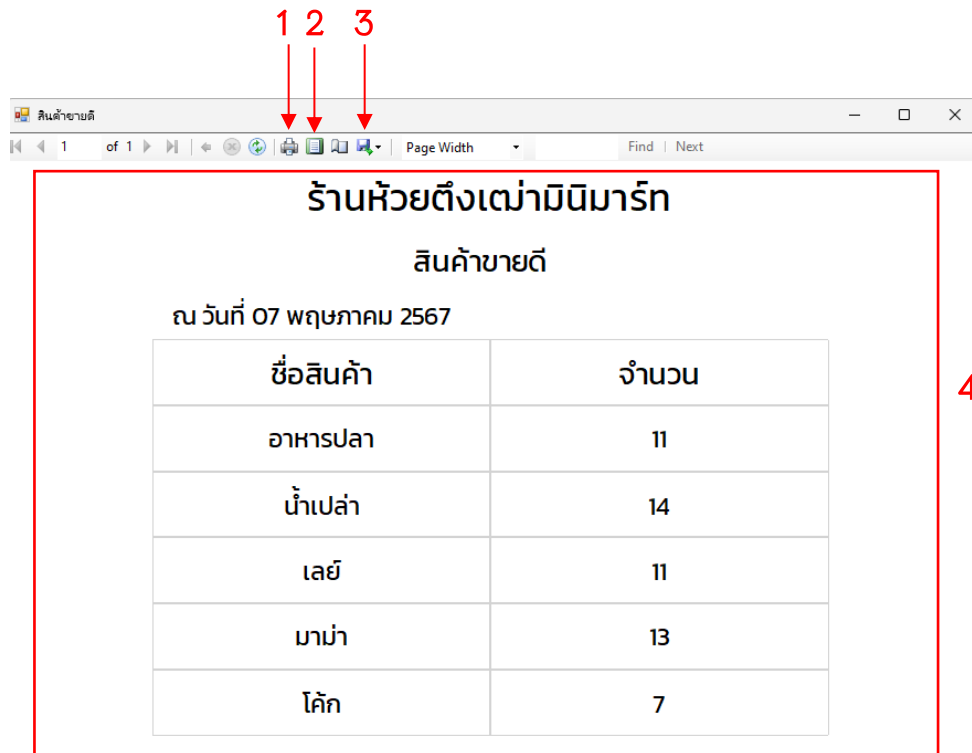 1 2 3
สินค้าขายดี
1 of 1 Page Width Find Next
ร้านห้วยตึงเฒ่ามินิมาร์ท
สินค้าขายดี
ณ วันที่ 07 พฤษภาคม 2567
ชื่อสินค้า จำนวน
4
อาหารปลา 11
น้ำเปล่า 14
เลย์ 11
มาม่า 13
โค้ก 7